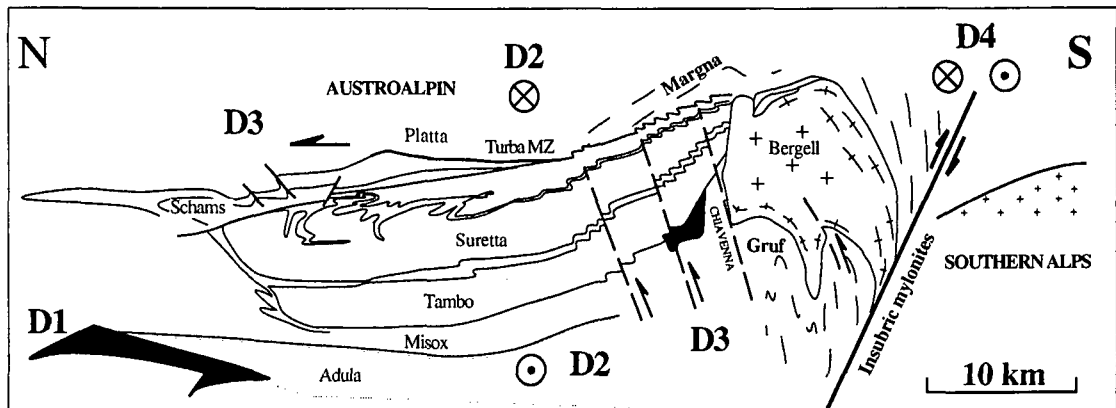 N
S
D2
D4
AUSTROALPIN
Margna
D3
Platta
Turba MZ
Bergell
Schams
Suretta
CHIAVENNA
Gruf
SOUTHERN ALPS
Tambo
D1
Misox
D3
Insubric mylonites
Adula
D2
10 km